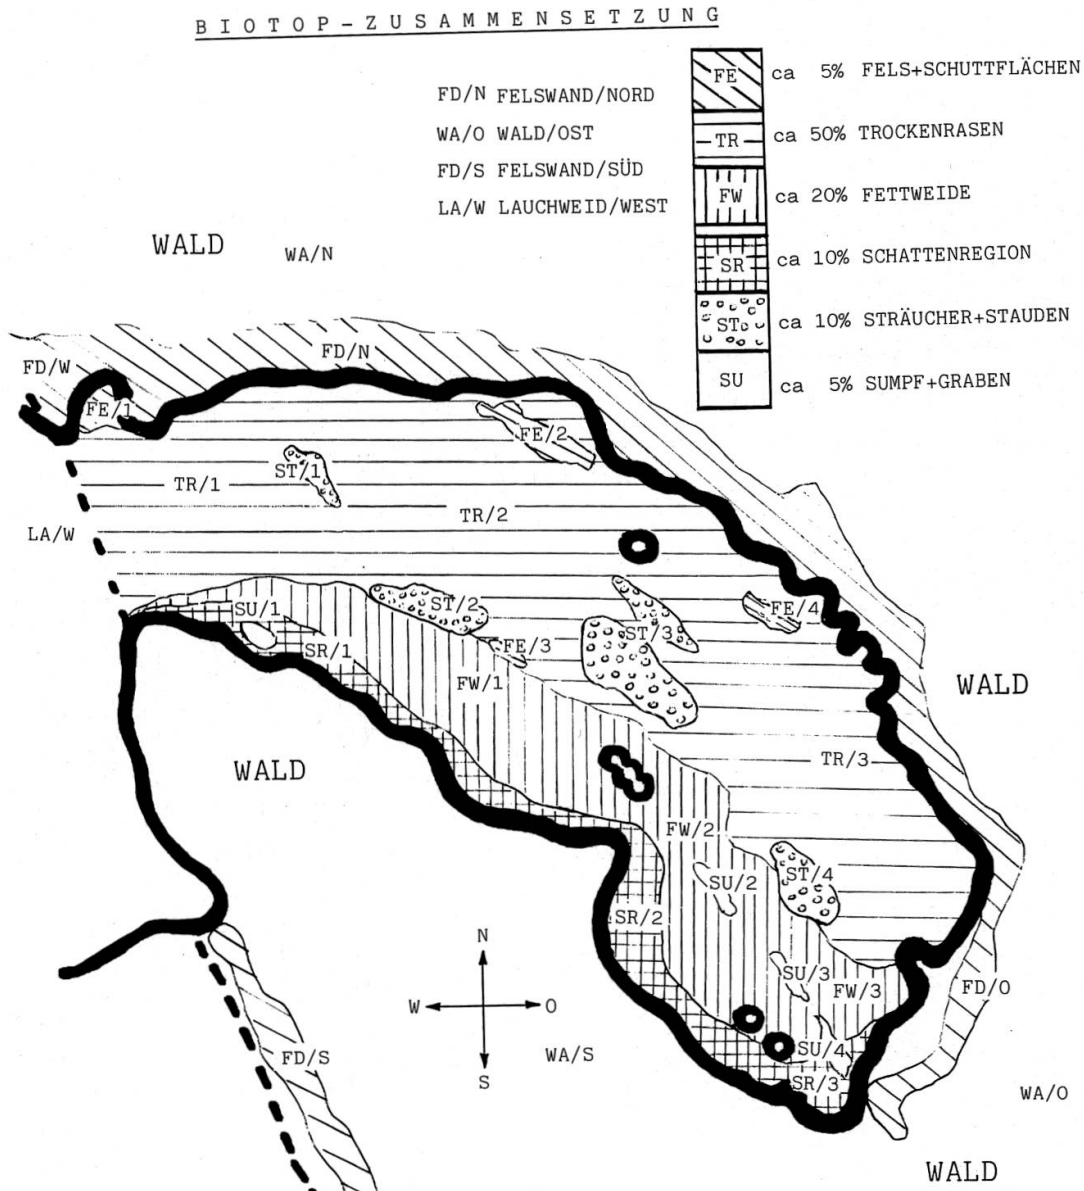 BIOTOP-ZUSAMMENSETZUNG
FD/N FELSWAND/NORD
WA/O WALD/OST
FD/S FELSWAND/SÜD
LA/W LAUCHWEID/WEST
FE ca 5% FELS+SCHUTTFLÄCHEN
TR ca 50% TROCKENRASEN
FW ca 20% FETTWEIDE
SR ca 10% SCHATTENREGION
ST ca 10% STRÄUCHER+STAUDEN
SU ca 5% SUMPF+GRABEN
WALD
WA/N
FD/N
FD/W
FE/1
FE/2
ST/1
TR/1
TR/2
LA/W
SU/1
ST/2
FE/4
ST/3
SR/1
FE/3
FW/1
WALD
WALD
TR/3
FW/2
SU/2
ST/4
SR/2
N
W
O
S
SU/3
FW/3
FD/O
FD/S
WA/S
SU/4
SR/3
WA/O
WALD